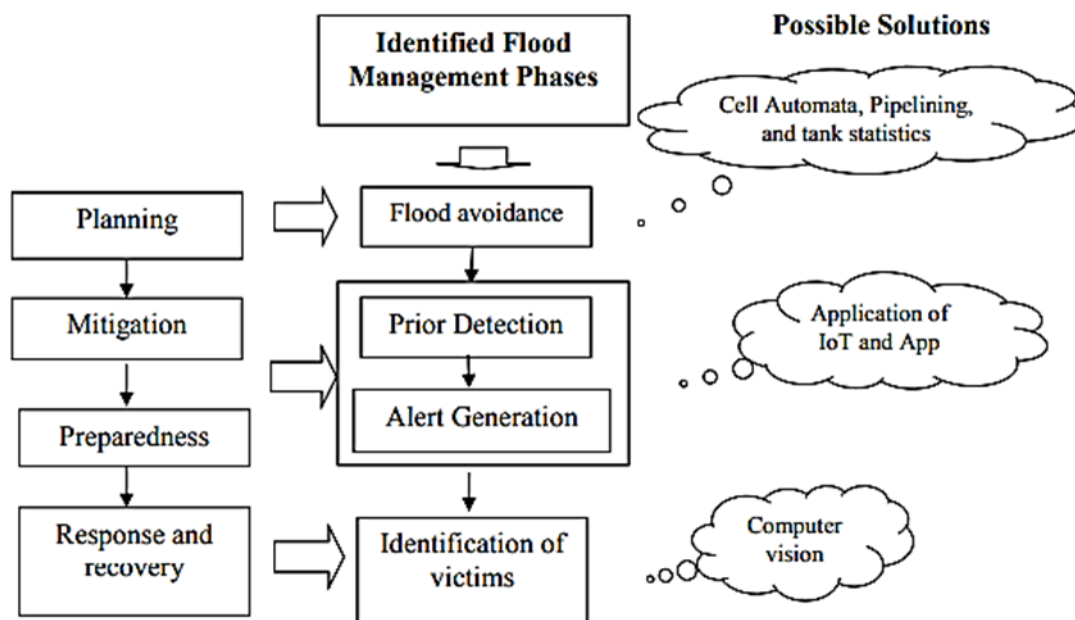 Identified Flood
Management Phases
Possible Solutions
Cell Automata, Pipelining,
and tank statistics
Planning
Flood avoidance
Mitigation
Prior Detection
Application of
IoT and App
Alert Generation
Preparedness
Response and
recovery
Identification of
victims
Computer
vision